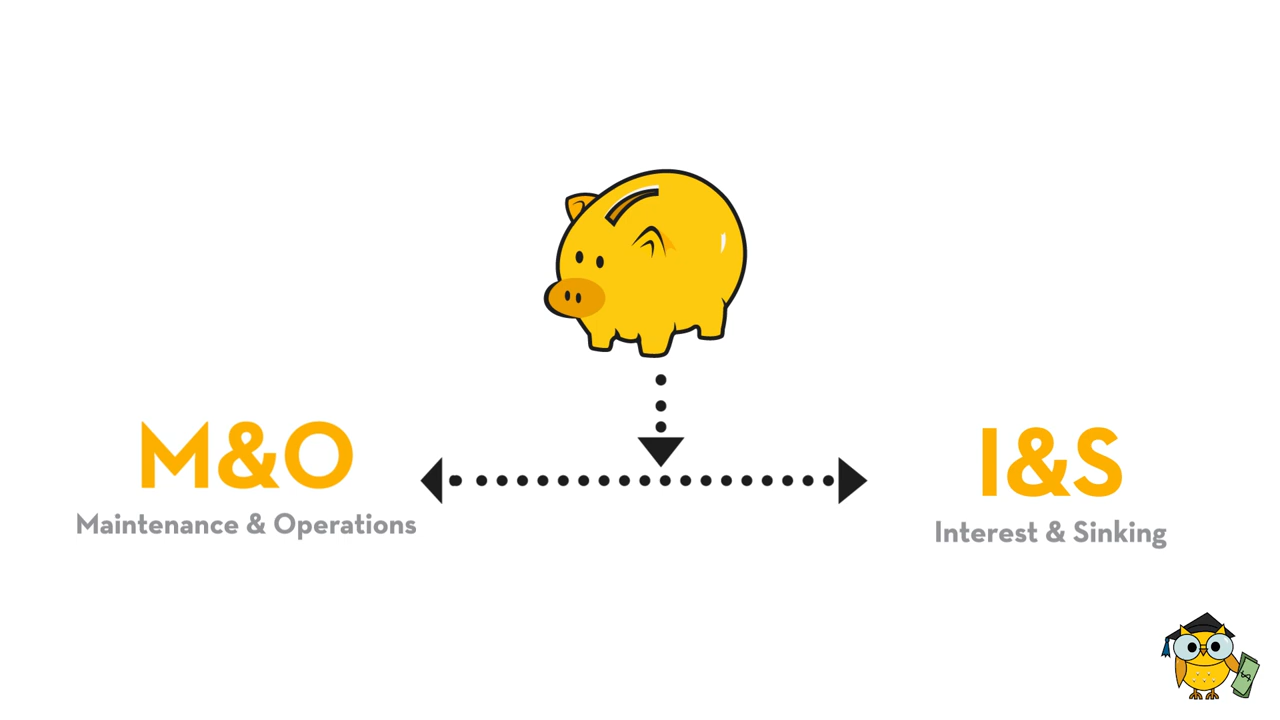 M&O
Maintenance & Operations
I&S
Interest & Sinking
$